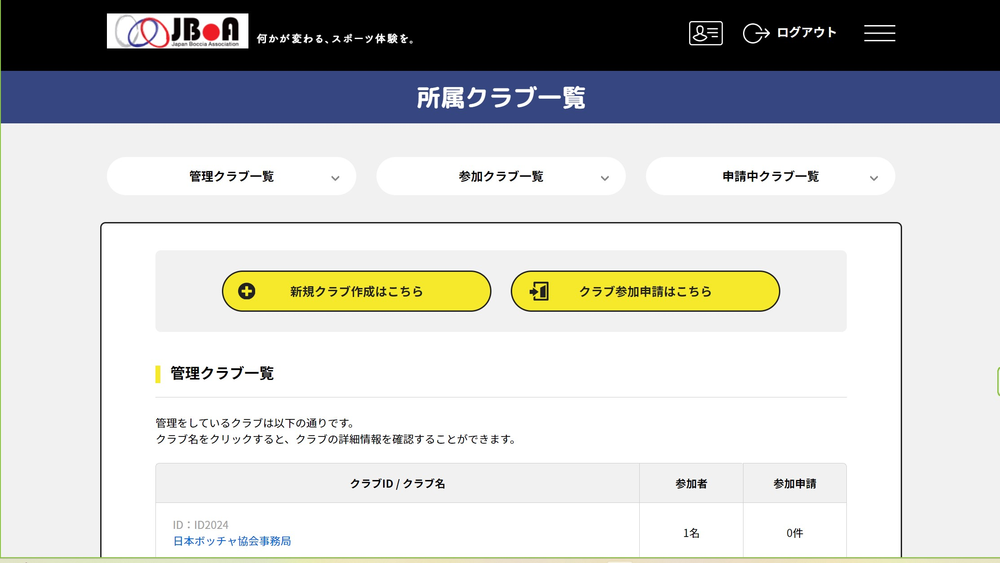 JBOA
Japan Boccia Association
何かが変わる、スポーツ体験を。
ログアウト
所属クラブ一覧
管理クラブ一覧
参加クラブ一覧
申請中クラブ一覧
新規クラブ作成はこちら
クラブ参加申請はこちら
管理クラブ一覧
管理をしているクラブは以下の通りです。
クラブ名をクリックすると、クラブの詳細情報を確認することができます。
クラブID / クラブ名
参加者
参加申請
ID：ID2024
日本ボッチャ協会事務局
1名
0件